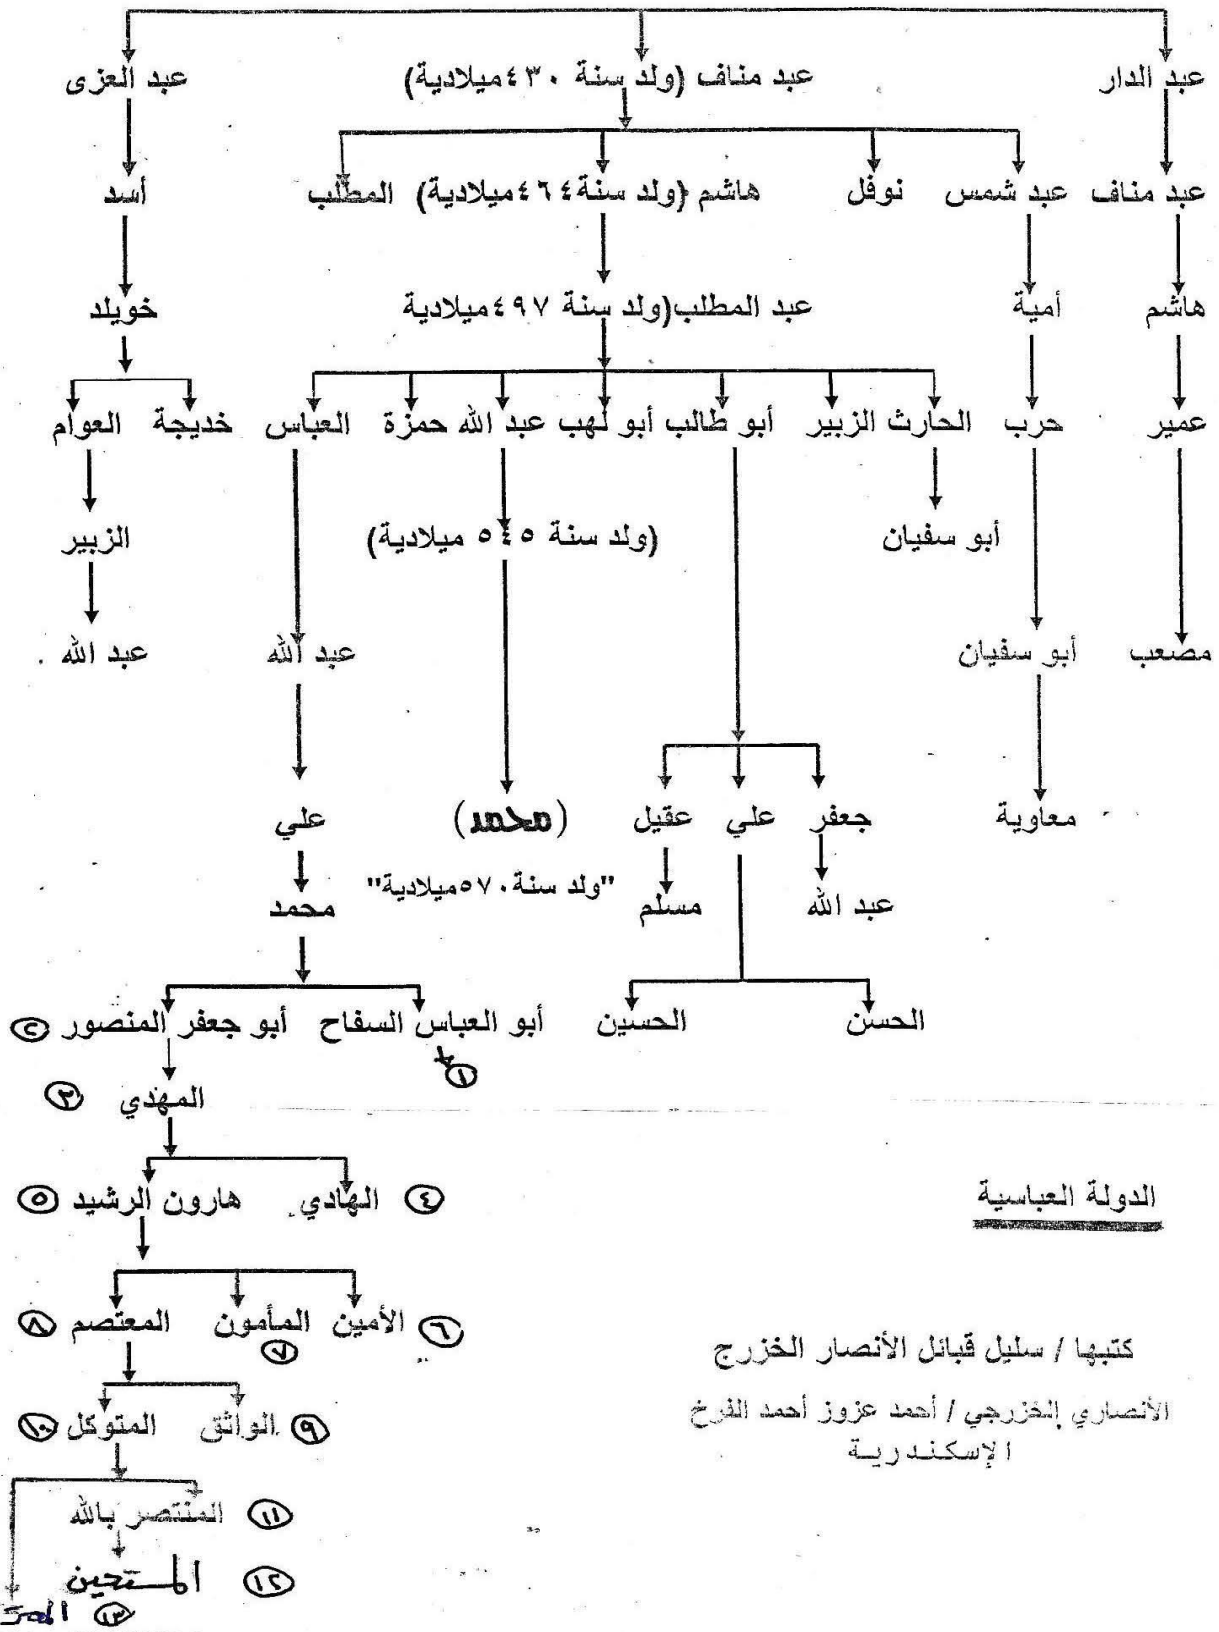 عبد الدار عبد مناف (ولد سنة ٤٣٠ ميلادية) عبد العزى
عبد مناف عبد شمس نوفل هاشم (ولد سنة ٤٦٤ ميلادية) المطلب أسد
هاشم أمية عبد المطلب(ولد سنة ٤٩٧ ميلادية خويلد
عمير حرب الحارث الزبير أبو طالب أبو لهب عبد الله حمزة العباس خديجة العوام
أبو سفيان (ولد سنة ٥٤٥ ميلادية) الزبير
مصعب أبو سفيان عبد الله عبد الله
معاوية جعفر علي عقيل (محمد) علي
عبد الله مسلم "ولد سنة ٥٧٠ ميلادية" محمد
الحسن الحسين أبو العباس السفاح أبو جعفر المنصور ٢
١
المهدي ٣
الدولة العباسية
٤ الهادي هارون الرشيد ٥
٦ الأمين المأمون المعتصم ٨
٧
كتبها / سليل قبائل الأنصار الخزرج
الأنصاري الخزرجي / أحمد عزوز أحمد الفرخ
الإسكندرية
٩ الواثق المتوكل ١٠
١١ المنتصر بالله
١٢ المستعين
١٣